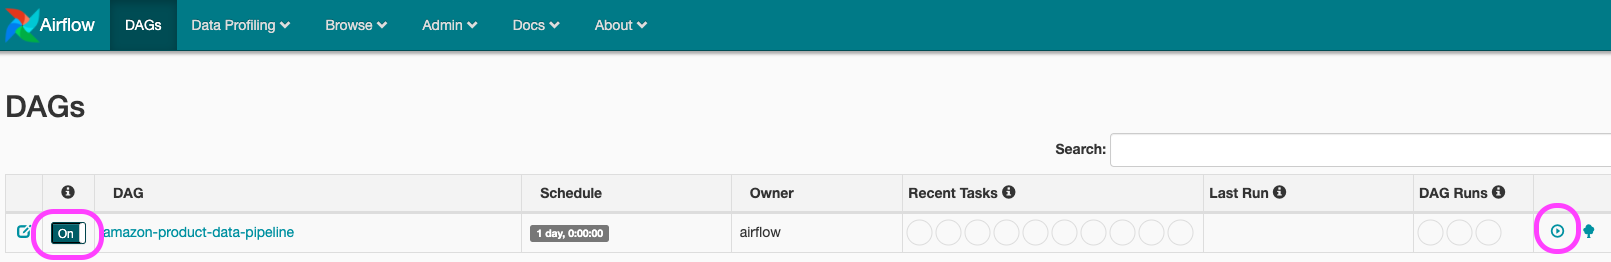 Airflow DAGs Data Profiling Browse Admin Docs About
DAGs
Search:
DAG Schedule Owner Recent Tasks Last Run DAG Runs
On amazon-product-data-pipeline 1 day, 0:00:00 airflow